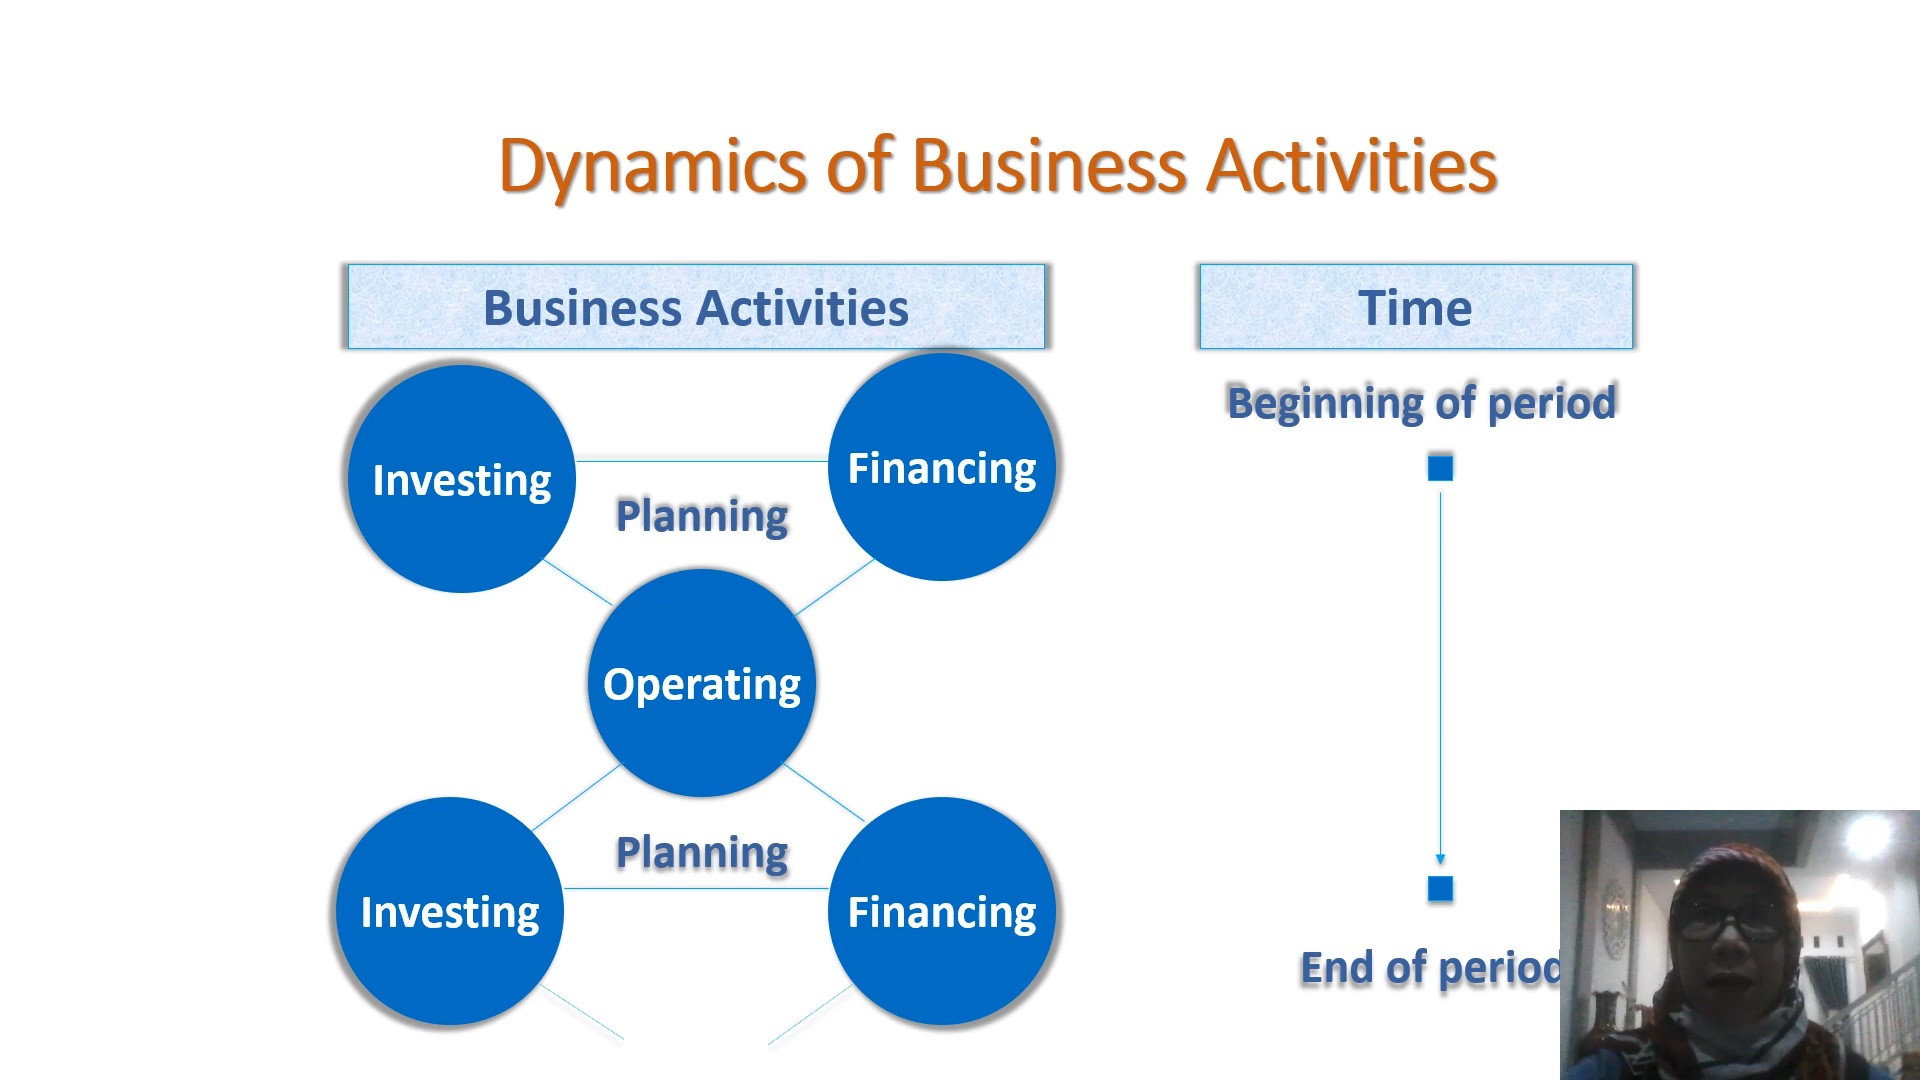 Dynamics of Business Activities
Business Activities
Time
Beginning of period
Investing
Financing
Planning
Operating
Planning
Investing
Financing
End of period